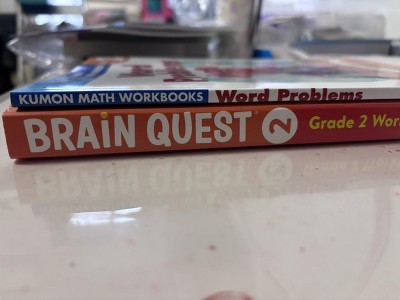 KUMON MATH WORKBOOKS Word Problems
BRAIN QUEST 2 Grade 2 Wor